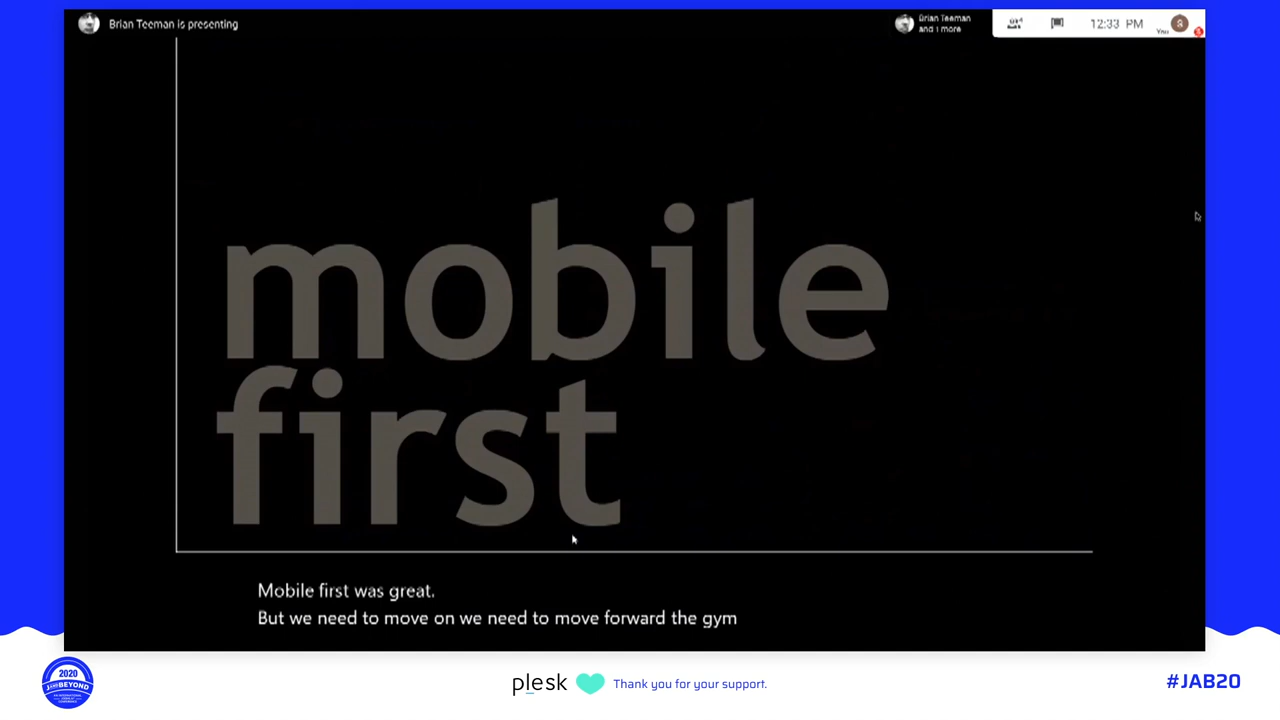 Brian Teeman is presenting
Brian Teeman
and 1 more
12:33 PM
You
S
mobile
first
Mobile first was great.
But we need to move on we need to move forward the gym
2020
J AND BEYOND
plesk
Thank you for your support.
#JAB20